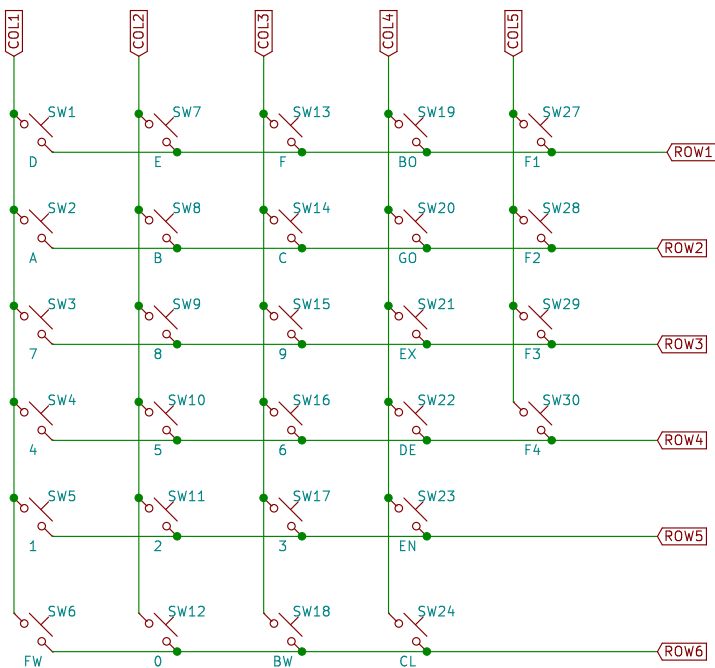 COL1 COL2 COL3 COL4 COL5
SW1 SW7 SW13 SW19 SW27
ROW1
D E F BO F1
SW2 SW8 SW14 SW20 SW28
ROW2
A B C GO F2
SW3 SW9 SW15 SW21 SW29
ROW3
7 8 9 EX F3
SW4 SW10 SW16 SW22 SW30
ROW4
4 5 6 DE F4
SW5 SW11 SW17 SW23
ROW5
1 2 3 EN
SW6 SW12 SW18 SW24
ROW6
FW 0 BW CL